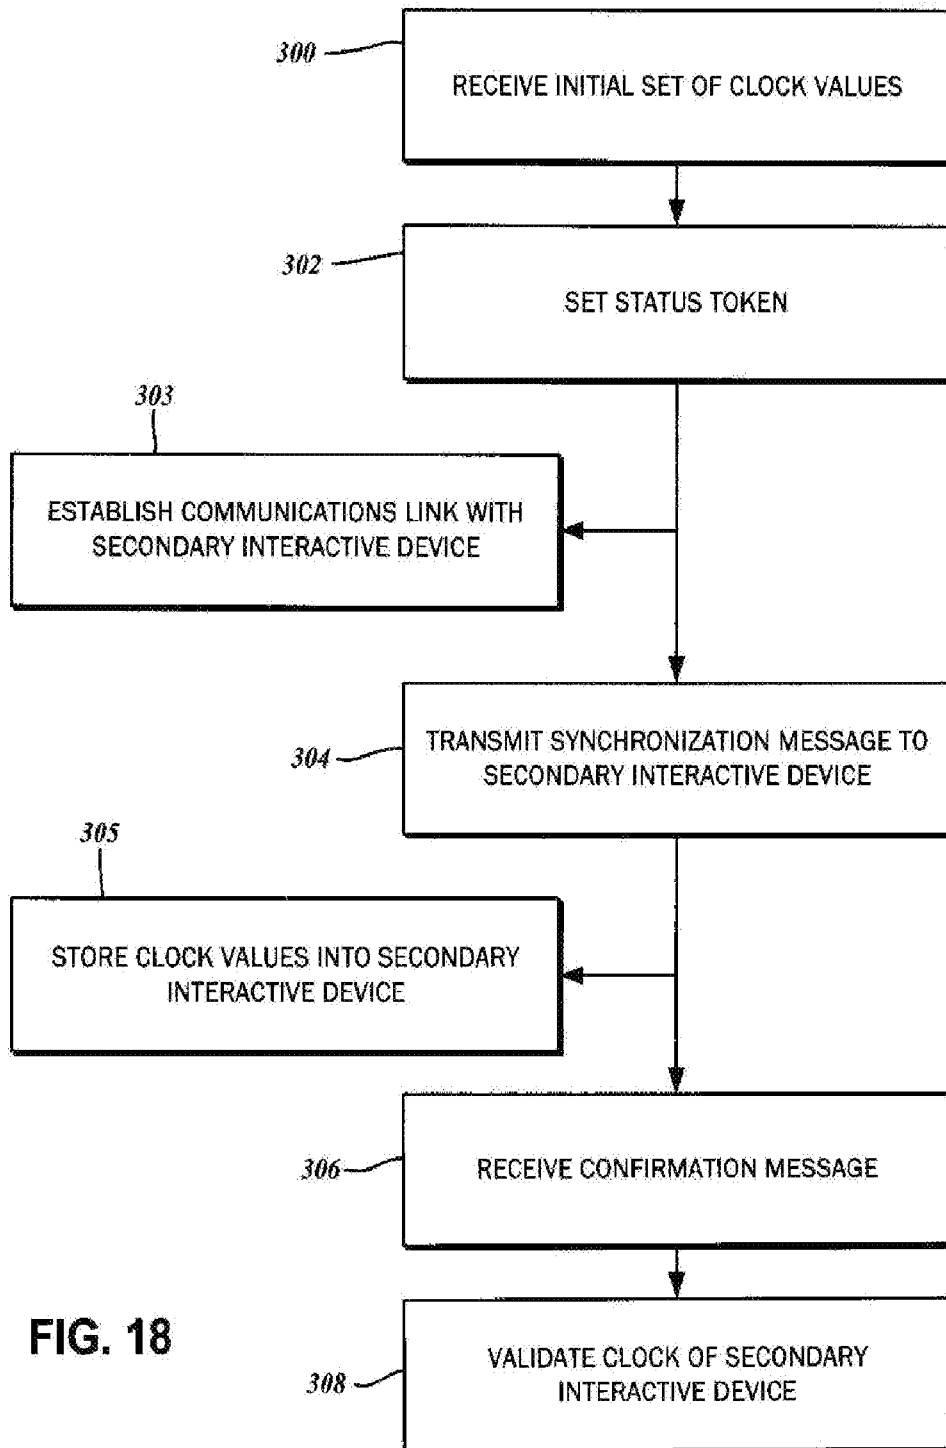 300
RECEIVE INITIAL SET OF CLOCK VALUES
302
SET STATUS TOKEN
303
ESTABLISH COMMUNICATIONS LINK WITH
SECONDARY INTERACTIVE DEVICE
304
TRANSMIT SYNCHRONIZATION MESSAGE TO
SECONDARY INTERACTIVE DEVICE
305
STORE CLOCK VALUES INTO SECONDARY
INTERACTIVE DEVICE
306
RECEIVE CONFIRMATION MESSAGE
FIG. 18
308
VALIDATE CLOCK OF SECONDARY
INTERACTIVE DEVICE